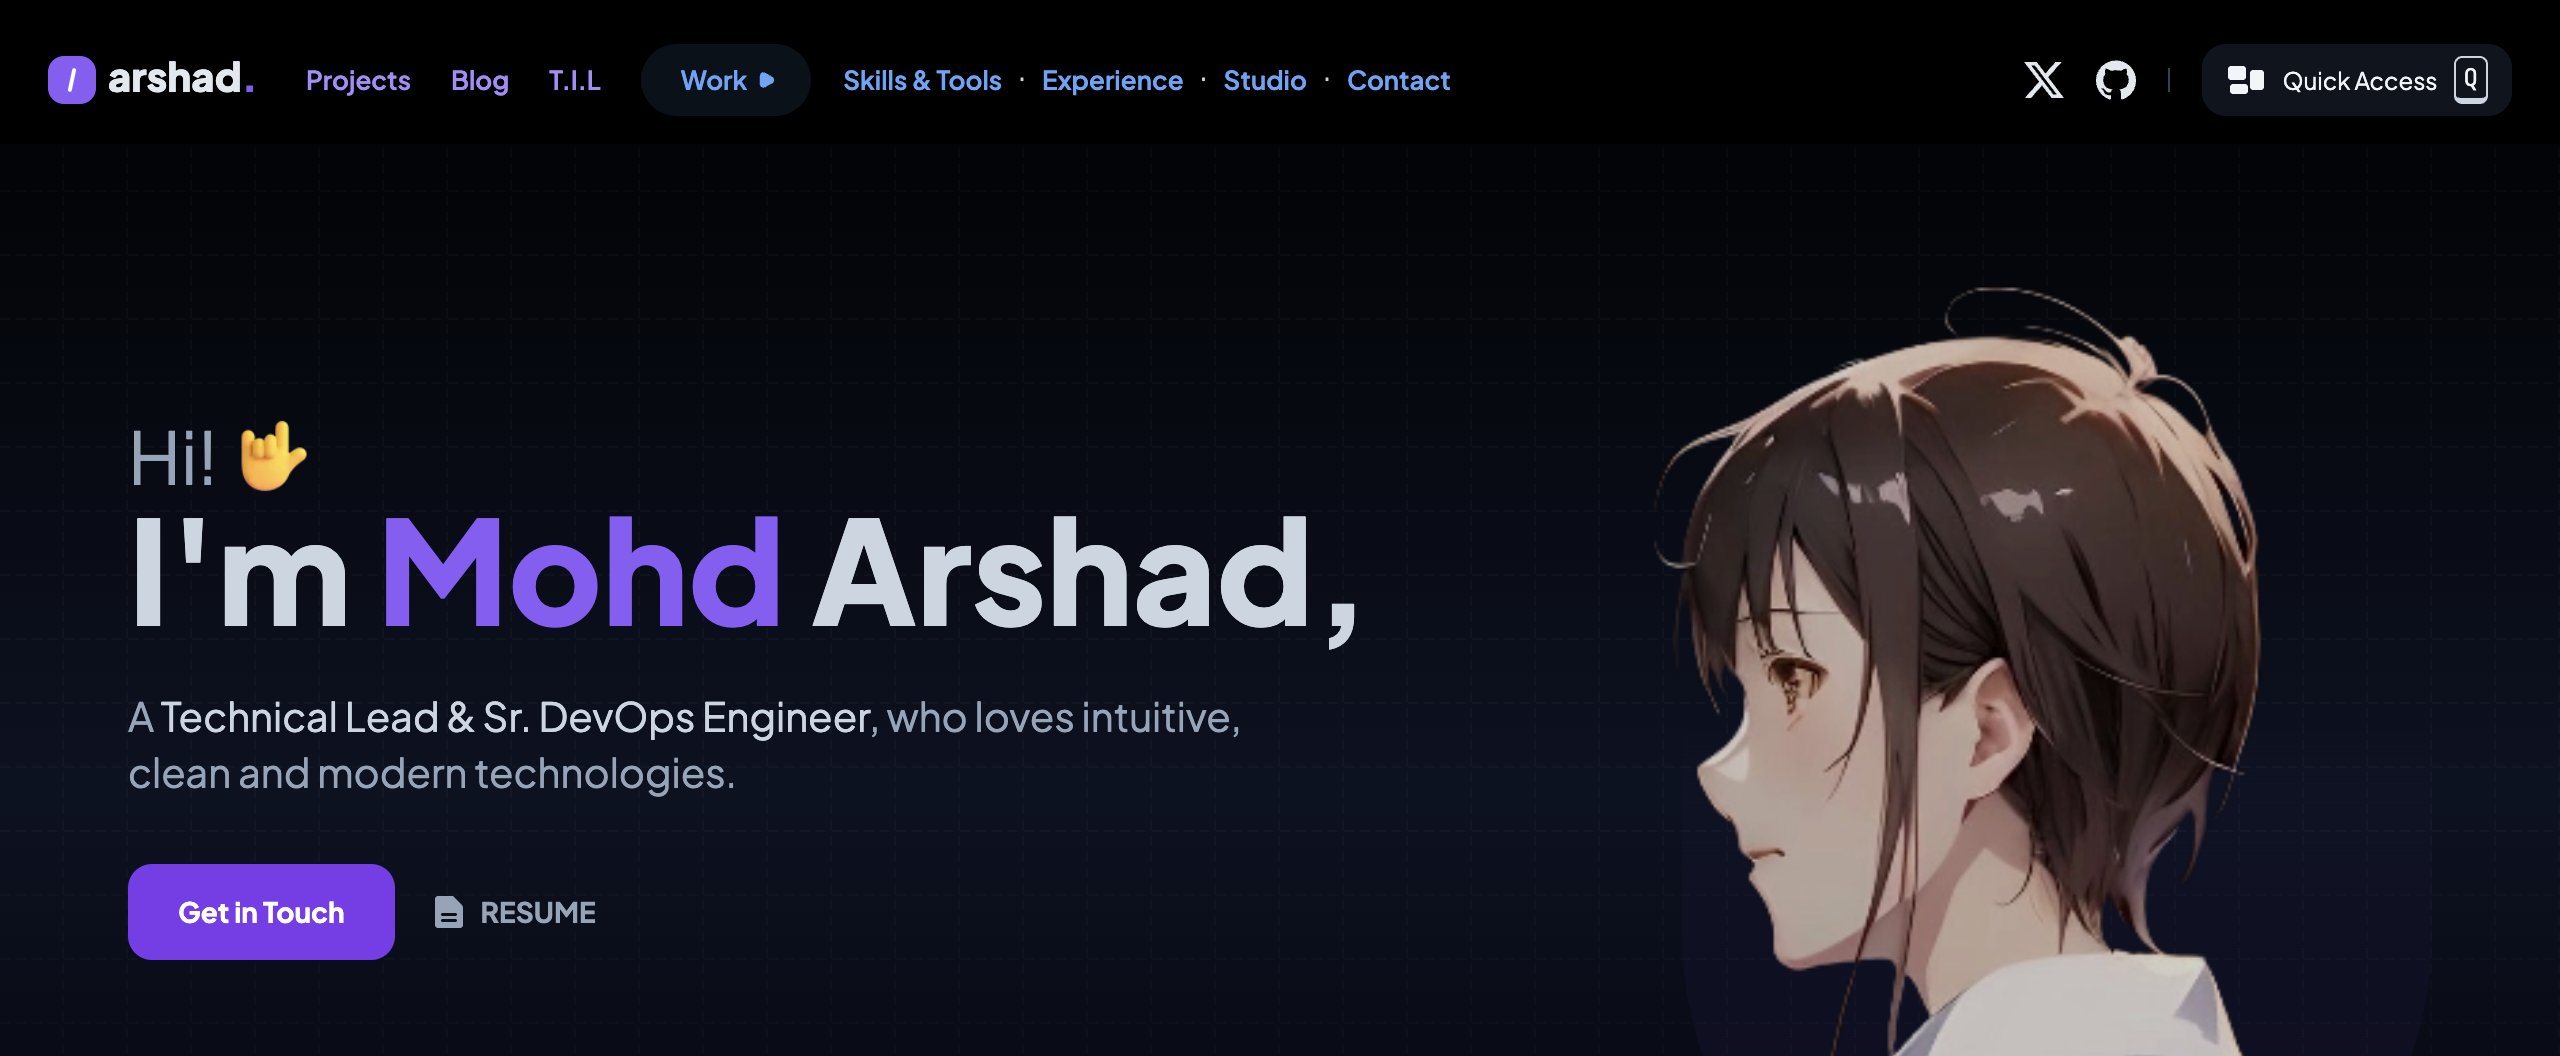 arshad.
Projects
Blog
T.I.L
Work
Skills & Tools · Experience · Studio · Contact
Quick Access
Q
Hi! 🤟
I'm Mohd Arshad,
A Technical Lead & Sr. DevOps Engineer, who loves intuitive,
clean and modern technologies.
Get in Touch
RESUME